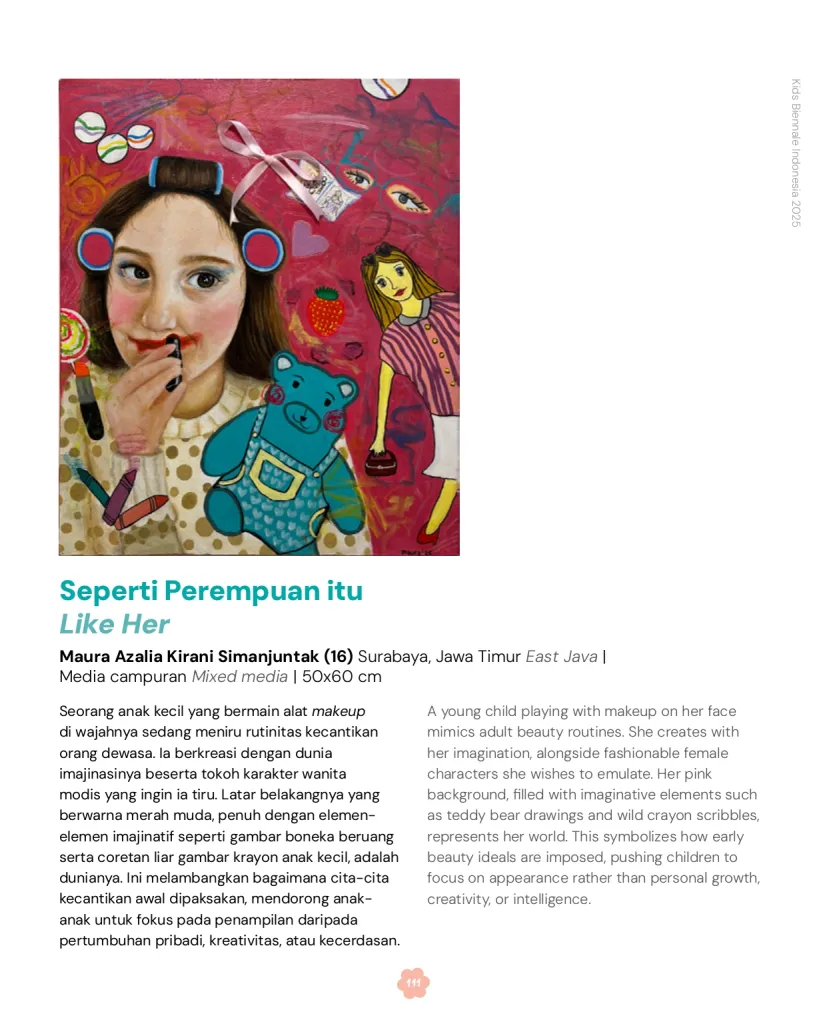 Kids Biennale Indonesia 2025
Seperti Perempuan itu
Like Her
Maura Azalia Kirani Simanjuntak (16) Surabaya, Jawa Timur East Java |
Media campuran Mixed media | 50x60 cm
Seorang anak kecil yang bermain alat makeup
di wajahnya sedang meniru rutinitas kecantikan
orang dewasa. Ia berkreasi dengan dunia
imajinasinya beserta tokoh karakter wanita
modis yang ingin ia tiru. Latar belakangnya yang
berwarna merah muda, penuh dengan elemen-
elemen imajinatif seperti gambar boneka beruang
serta coretan liar gambar krayon anak kecil, adalah
dunianya. Ini melambangkan bagaimana cita-cita
kecantikan awal dipaksakan, mendorong anak-
anak untuk fokus pada penampilan daripada
pertumbuhan pribadi, kreativitas, atau kecerdasan.
A young child playing with makeup on her face
mimics adult beauty routines. She creates with
her imagination, alongside fashionable female
characters she wishes to emulate. Her pink
background, filled with imaginative elements such
as teddy bear drawings and wild crayon scribbles,
represents her world. This symbolizes how early
beauty ideals are imposed, pushing children to
focus on appearance rather than personal growth,
creativity, or intelligence.
111